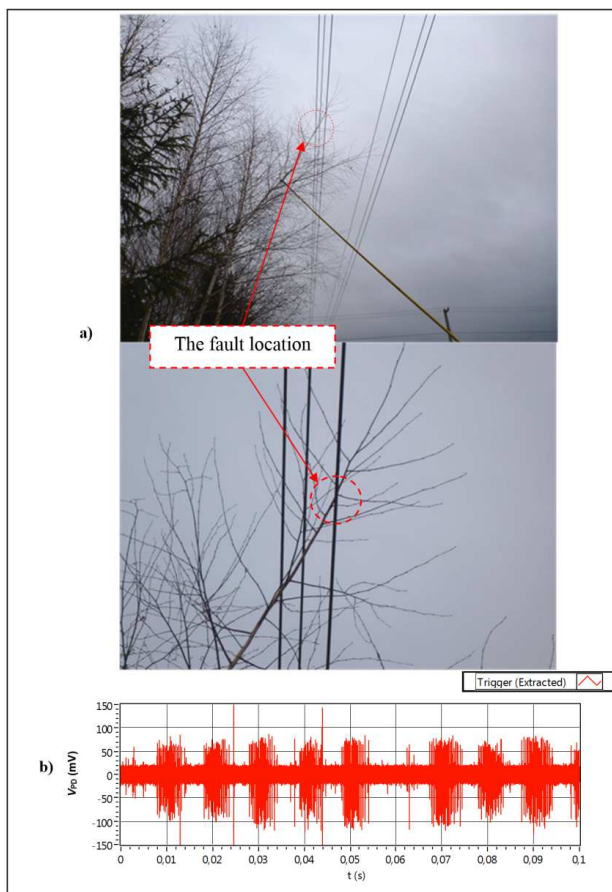 a)
The fault location
Trigger (Extracted)
b)
V_PD (mV)
150
100
50
0
-50
-100
-150
0 0,01 0,02 0,03 0,04 0,05 0,06 0,07 0,08 0,09 0,1
t (s)